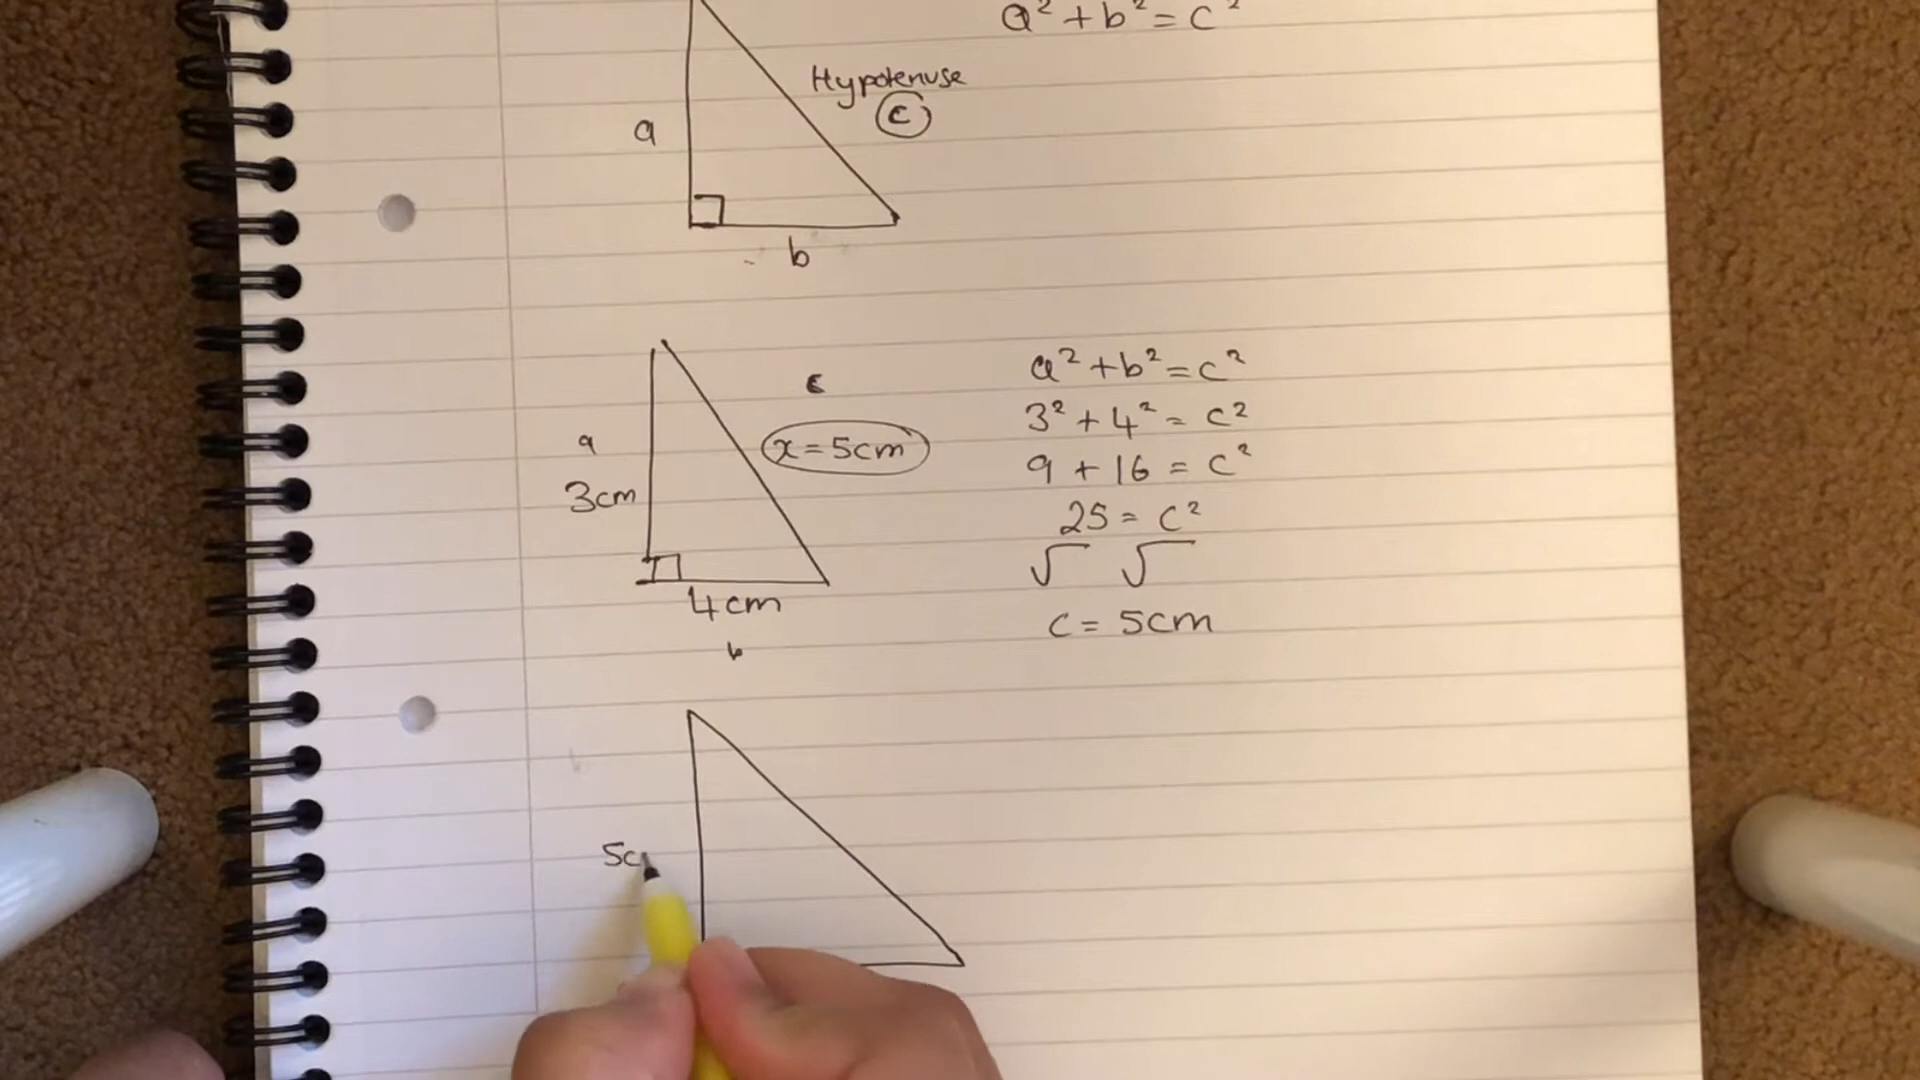 a² + b² = c²
Hypotenuse
c
a
b
a² + b² = c²
c
3² + 4² = c²
a
x = 5cm
9 + 16 = c²
3cm
25 = c²
√ √
4cm
c = 5cm
b
5c